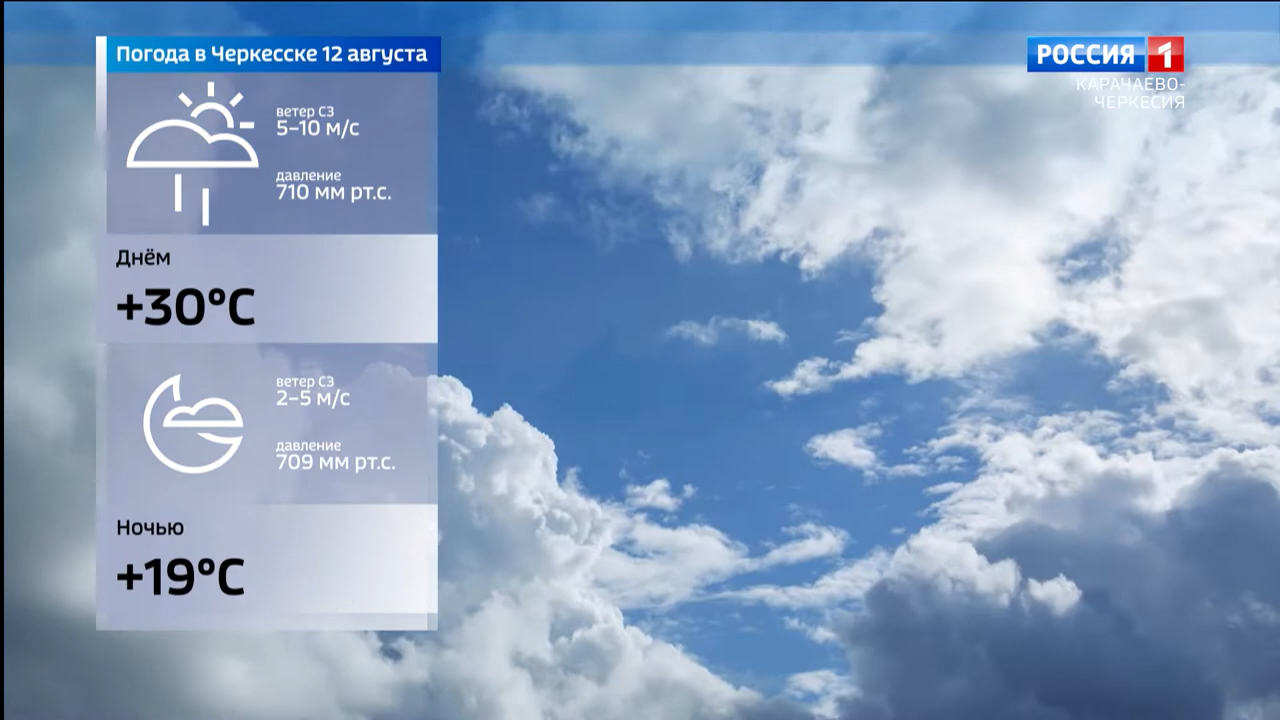 Погода в Черкесске 12 августа
ветер СЗ
5–10 м/с
давление
710 мм рт.с.
Днём
+30°C
ветер СЗ
2–5 м/с
давление
709 мм рт.с.
Ночью
+19°C
РОССИЯ 1
КАРАЧАЕВО-
ЧЕРКЕСИЯ